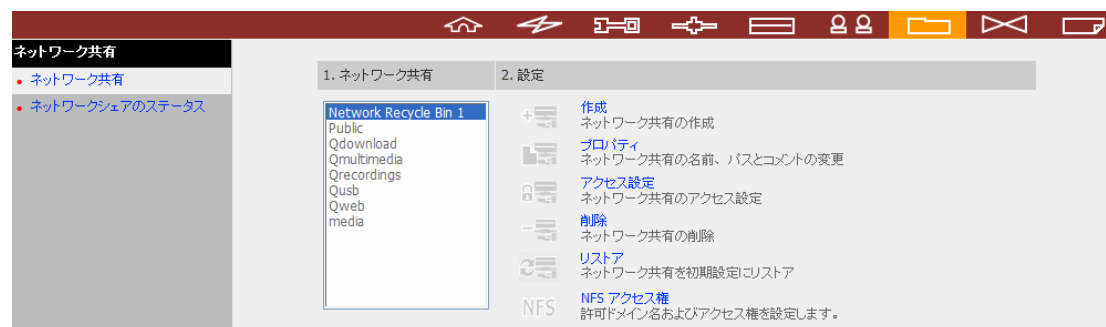 ネットワーク共有
ネットワーク共有
ネットワークシェアのステータス
1. ネットワーク共有
Network Recycle Bin 1
Public
Qdownload
Qmultimedia
Qrecordings
Qusb
Qweb
media
2. 設定
作成
ネットワーク共有の作成
プロパティ
ネットワーク共有の名前、パスとコメントの変更
アクセス設定
ネットワーク共有のアクセス設定
削除
ネットワーク共有の削除
リストア
ネットワーク共有を初期設定にリストア
NFS
NFS アクセス権
許可ドメイン名およびアクセス権を設定します。